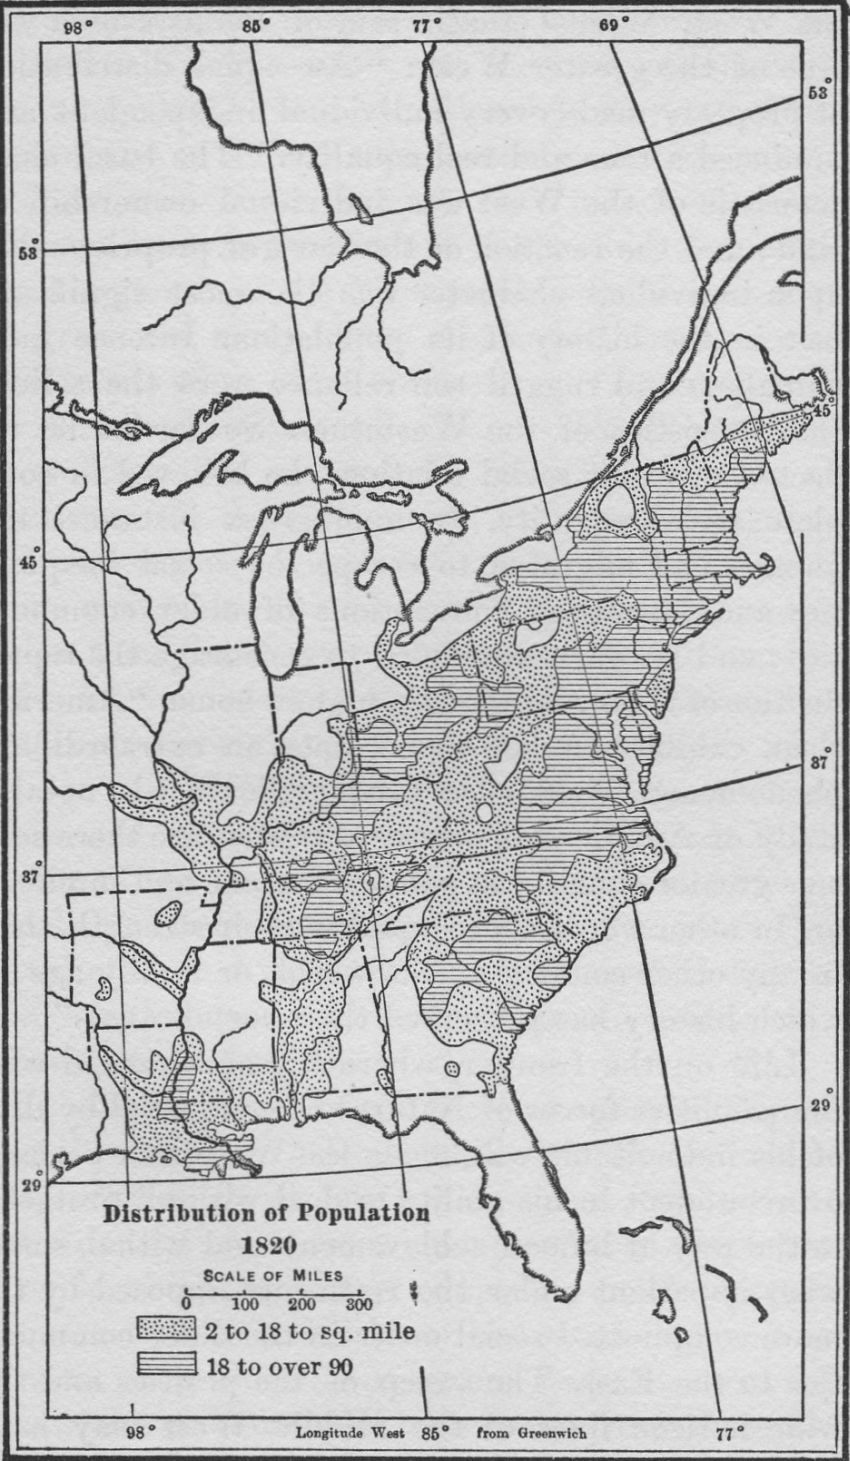 98° 85° 77° 69°
53°
53°
45°
45°
37°
37°
29°
29°
Distribution of Population
1820
SCALE OF MILES
0 100 200 300
2 to 18 to sq. mile
18 to over 90
98° Longitude West 85° from Greenwich 77°